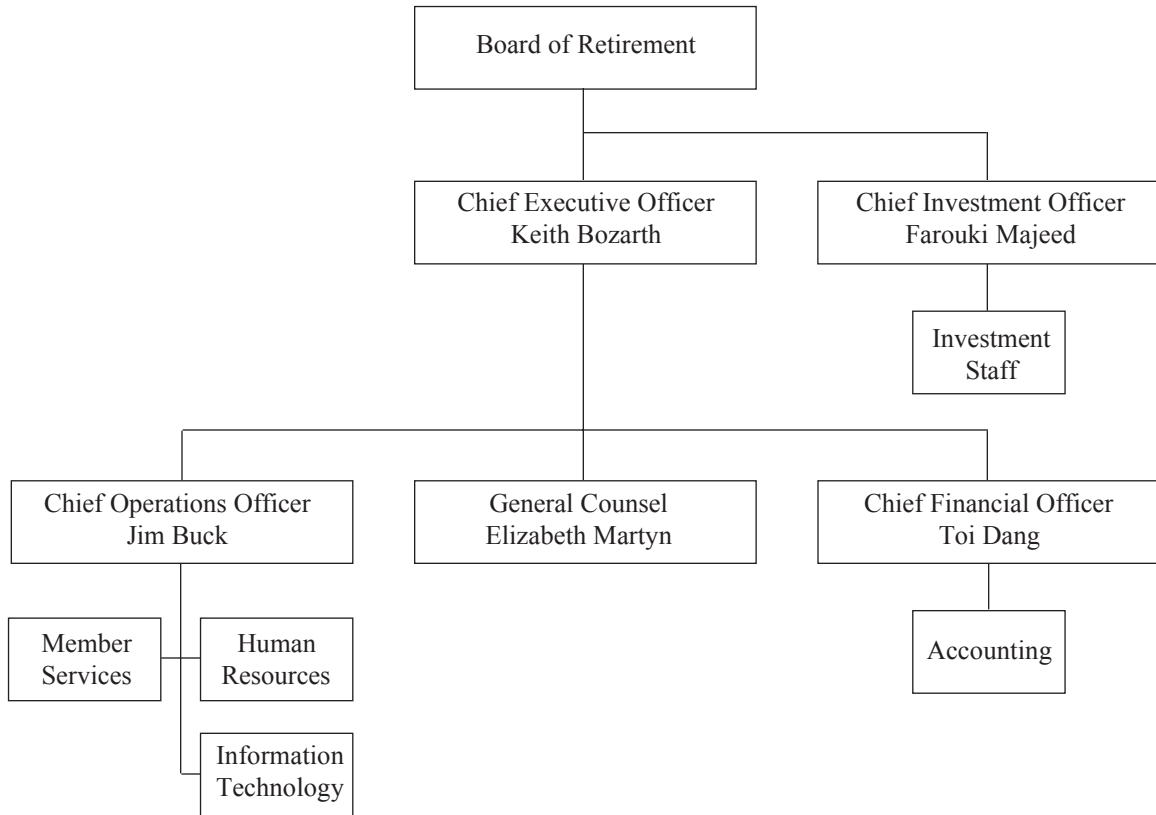 Board of Retirement
Chief Executive Officer
Keith Bozarth
Chief Investment Officer
Farouki Majeed
Investment
Staff
Chief Operations Officer
Jim Buck
General Counsel
Elizabeth Martyn
Chief Financial Officer
Toi Dang
Member
Services
Human
Resources
Accounting
Information
Technology